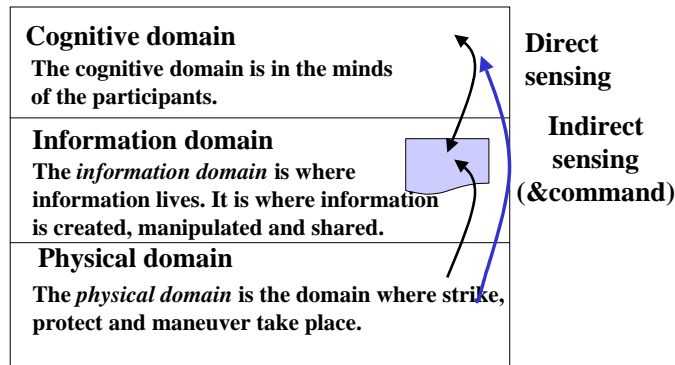 Cognitive domain
The cognitive domain is in the minds
of the participants.
Information domain
The information domain is where
information lives. It is where information
is created, manipulated and shared.
Physical domain
The physical domain is the domain where strike,
protect and maneuver take place.
Direct
sensing
Indirect
sensing
(&command)